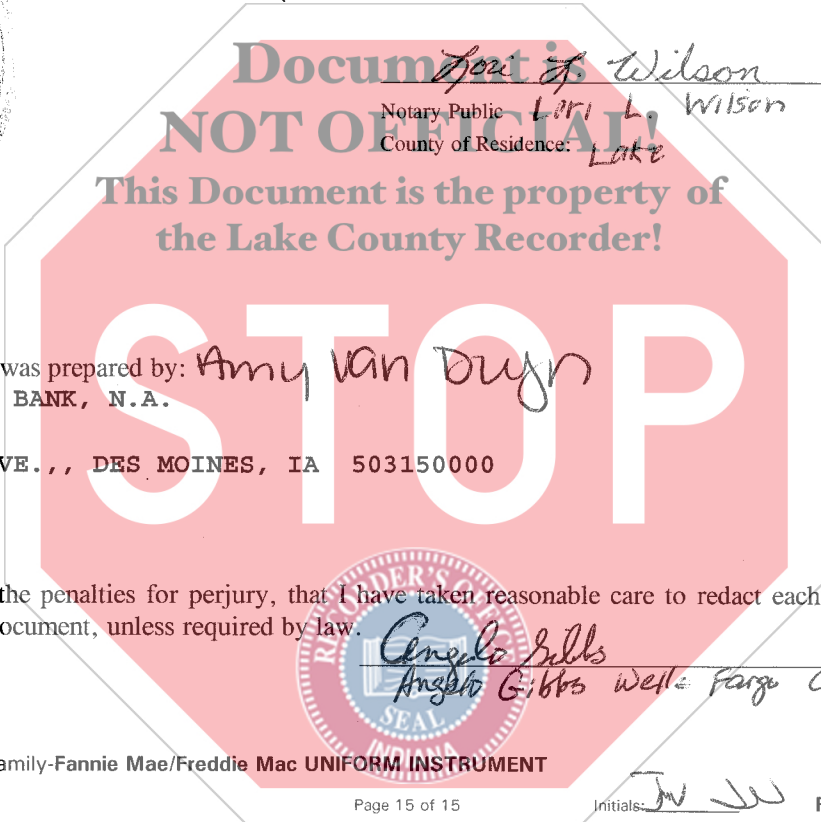 Document is
Lori L Wilson
Notary Public Lori L. Wilson
NOT OFFICIAL!
County of Residence: Lake
This Document is the property of
the Lake County Recorder!
STOP
was prepared by: Amy Van Duyn
BANK, N.A.
VE.,, DES MOINES, IA 503150000
the penalties for perjury, that I have taken reasonable care to redact each
ocument, unless required by law.
Angelo Gibbs
Angelo Gibbs Wells Fargo
RECORDER'S OFFICE
SEAL
INDIANA
amily-Fannie Mae/Freddie Mac UNIFORM INSTRUMENT
Page 15 of 15
Initials: JW JW